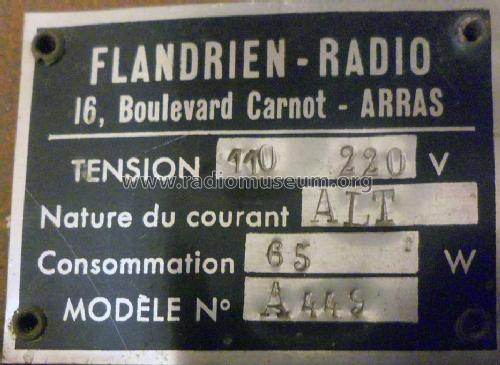 FLANDRIEN - RADIO
16, Boulevard Carnot - ARRAS
TENSION 110 220 V
www.radiomuseum.org
Nature du courant ALT
Consommation 65 W
MODÈLE N° A449